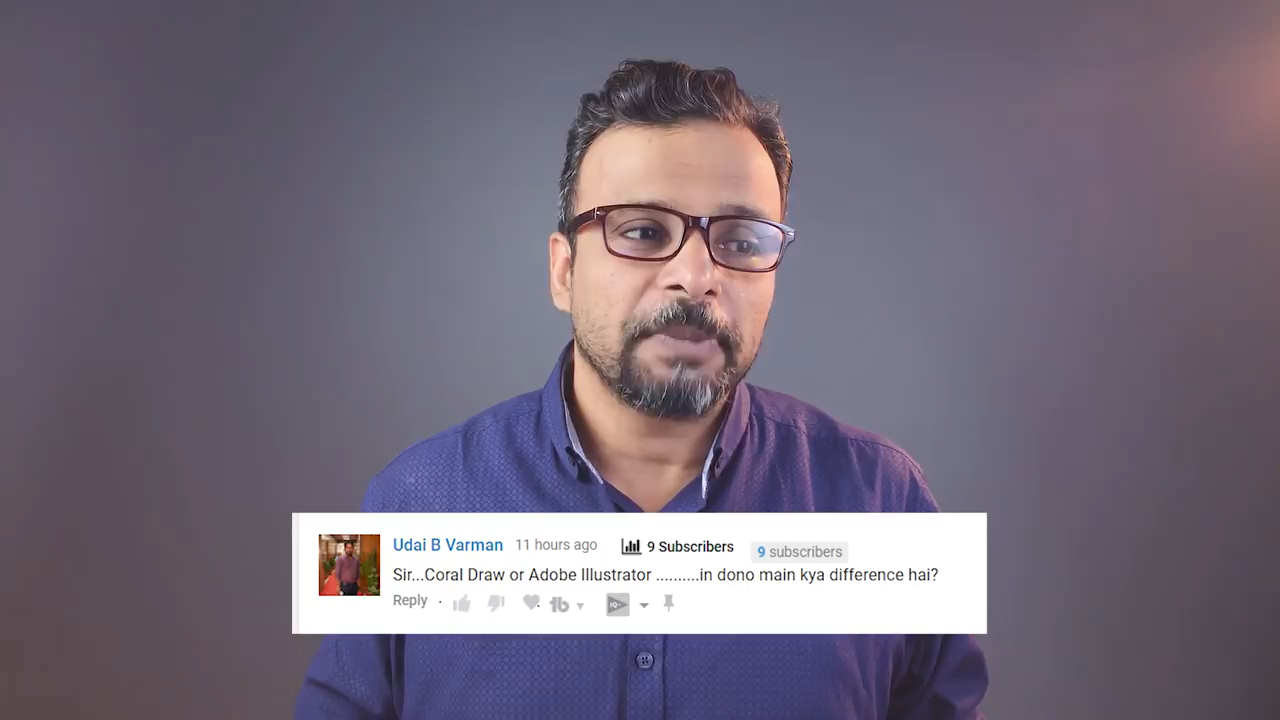 Udai B Varman 11 hours ago 9 Subscribers 9 subscribers
Sir...Coral Draw or Adobe Illustrator ..........in dono main kya difference hai?
Reply